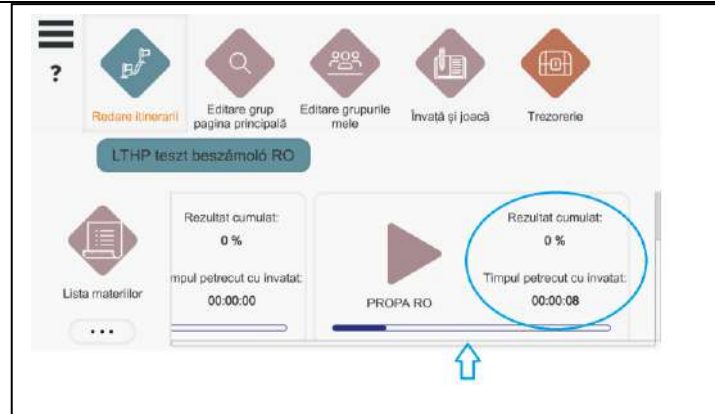 ?
Redare itinerarii
Editare grup
pagina principală
Editare grupurile
mele
Învață și joacă
Trezorerie
LTHP teszt beszámoló RO
Lista materiilor
Rezultat cumulat:
0 %
mpul petrecut cu invatat:
00:00:00
PROPA RO
Rezultat cumulat:
0 %
Timpul petrecut cu invatat:
00:00:08